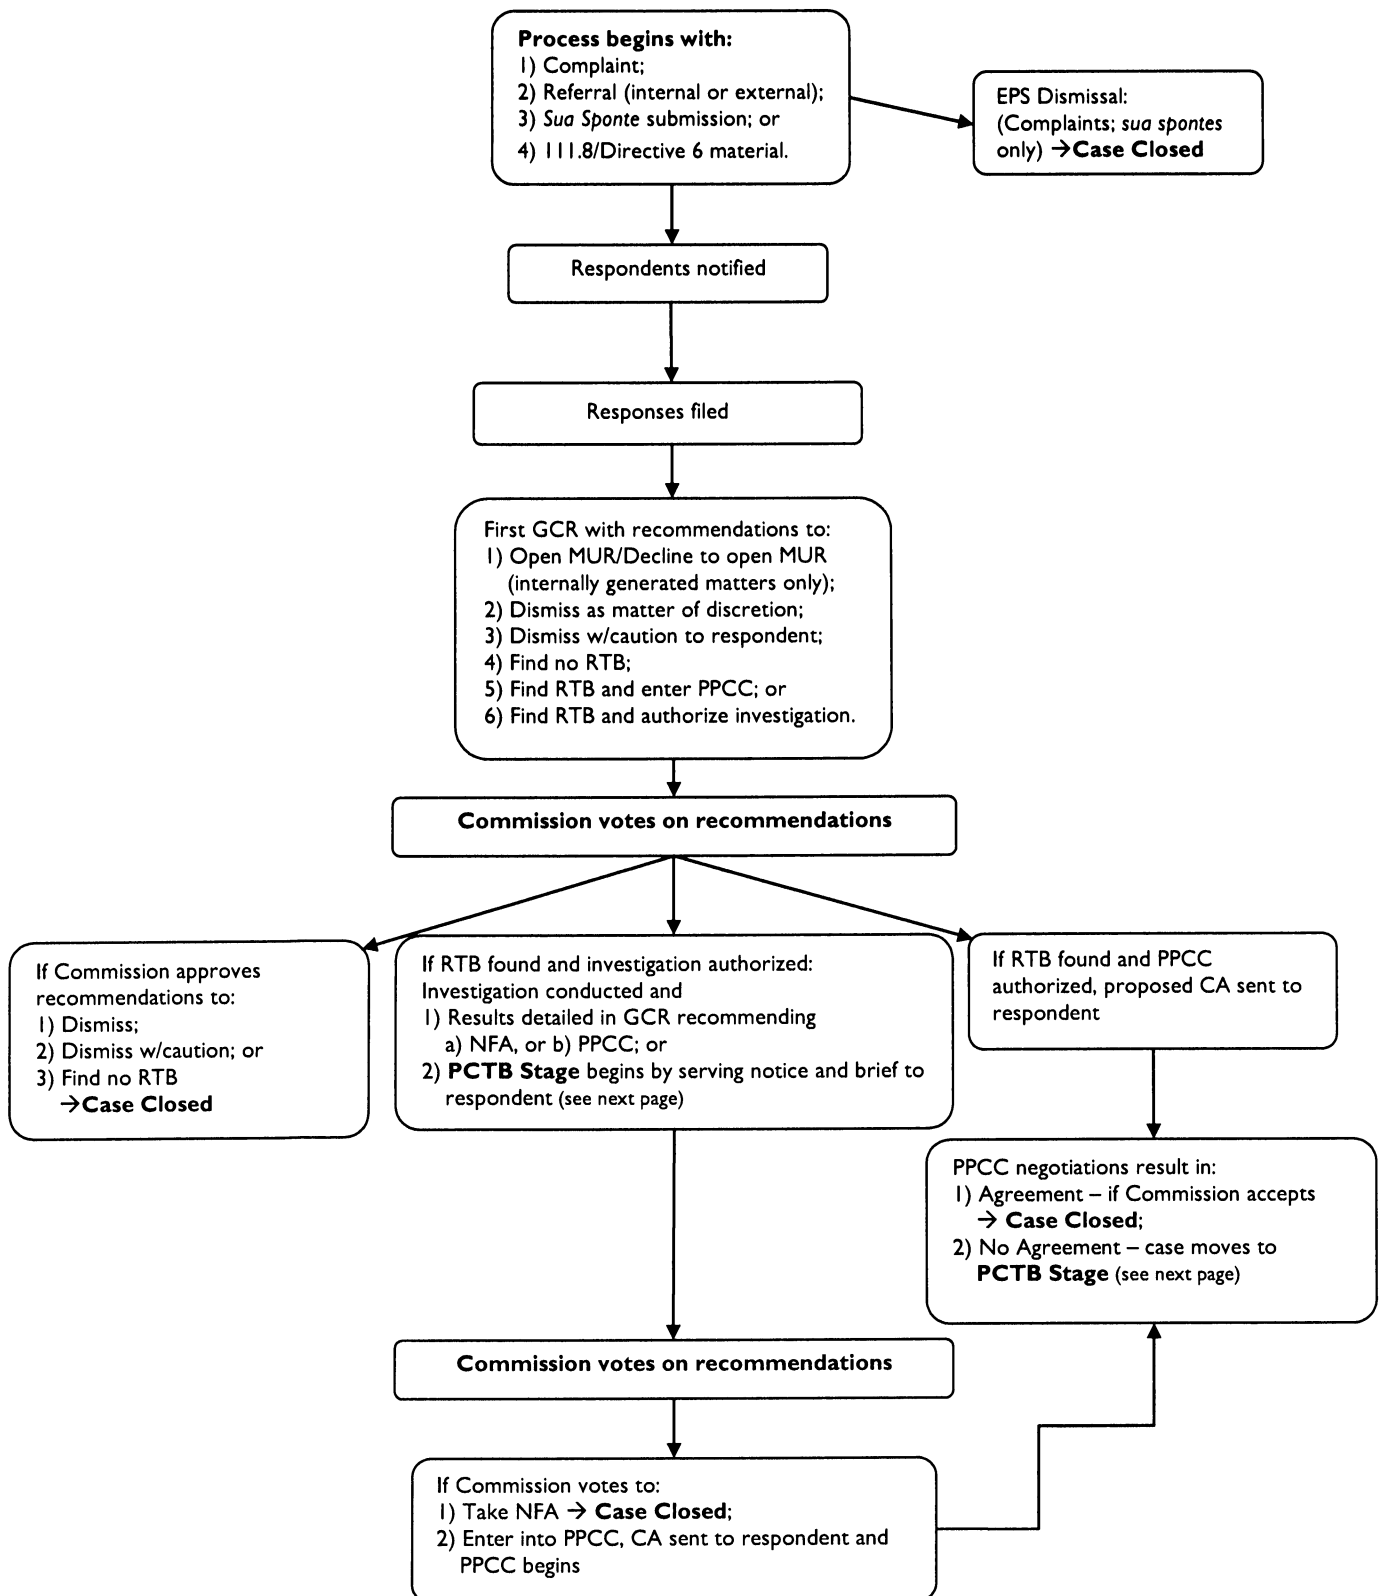 Process begins with:
1) Complaint;
2) Referral (internal or external);
3) Sua Sponte submission; or
4) 111.8/Directive 6 material.
EPS Dismissal:
(Complaints; sua spontes
only) →Case Closed
Respondents notified
Responses filed
First GCR with recommendations to:
1) Open MUR/Decline to open MUR
(internally generated matters only);
2) Dismiss as matter of discretion;
3) Dismiss w/caution to respondent;
4) Find no RTB;
5) Find RTB and enter PPCC; or
6) Find RTB and authorize investigation.
Commission votes on recommendations
If Commission approves
recommendations to:
1) Dismiss;
2) Dismiss w/caution; or
3) Find no RTB
→Case Closed
If RTB found and investigation authorized:
Investigation conducted and
1) Results detailed in GCR recommending
a) NFA, or b) PPCC; or
2) PCTB Stage begins by serving notice and brief to
respondent (see next page)
If RTB found and PPCC
authorized, proposed CA sent to
respondent
PPCC negotiations result in:
1) Agreement – if Commission accepts
→ Case Closed;
2) No Agreement – case moves to
PCTB Stage (see next page)
Commission votes on recommendations
If Commission votes to:
1) Take NFA → Case Closed;
2) Enter into PPCC, CA sent to respondent and
PPCC begins